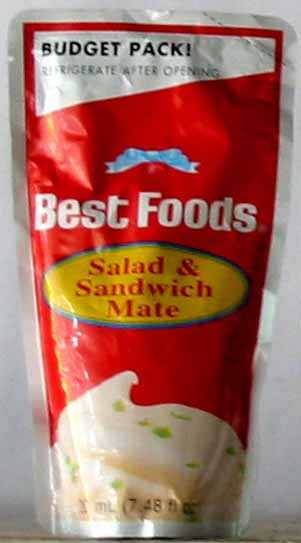 BUDGET PACK!
REFRIGERATE AFTER OPENING
Best Foods
Salad &
Sandwich
Mate
mL (7.48 fl oz)